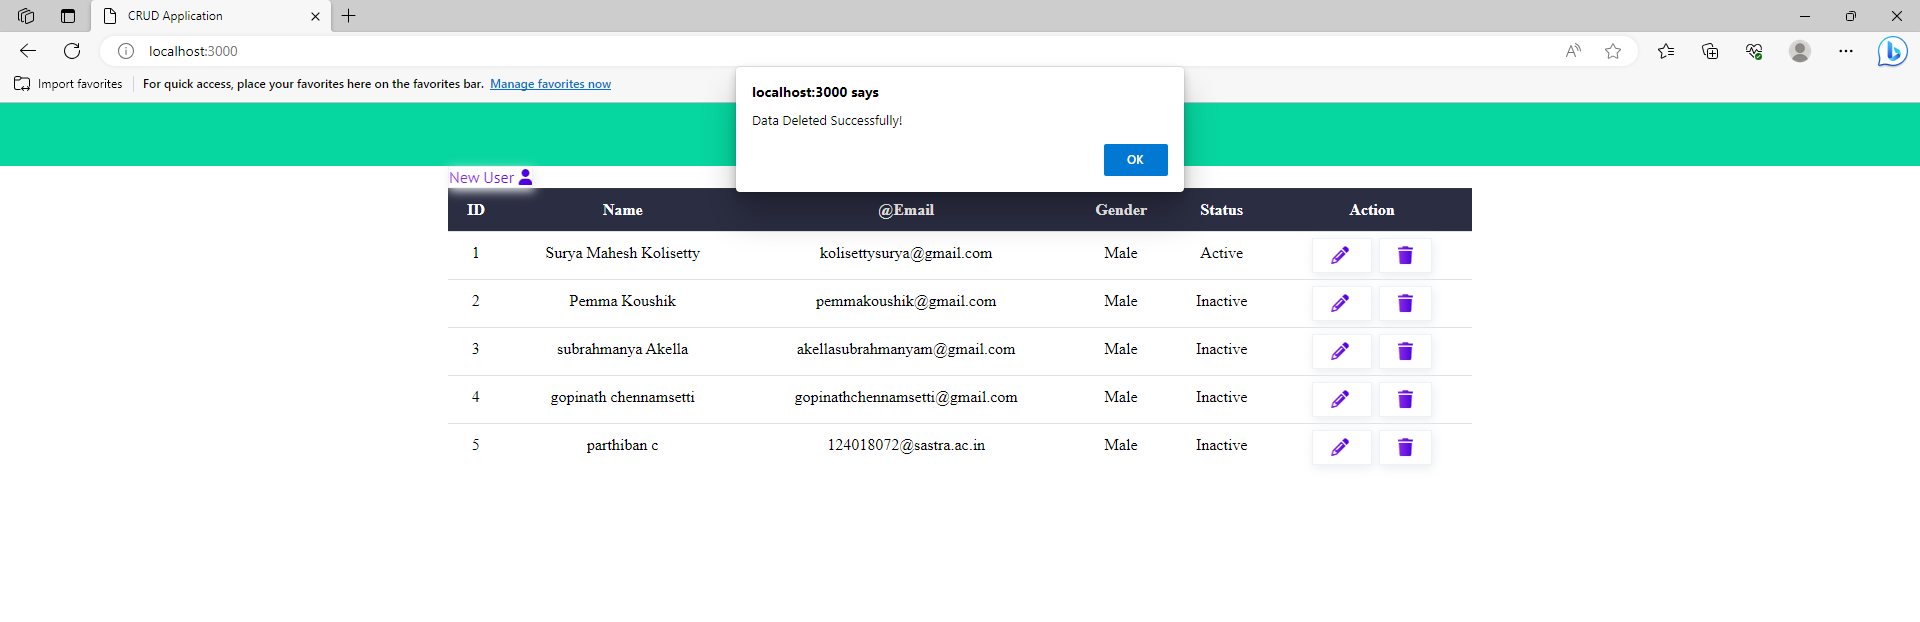 CRUD Application
localhost:3000
Import favorites For quick access, place your favorites here on the favorites bar. Manage favorites now
localhost:3000 says
Data Deleted Successfully!
OK
New User
ID Name @Email Gender Status Action
1 Surya Mahesh Kolisetty kolisettysurya@gmail.com Male Active
2 Pemma Koushik pemmakoushik@gmail.com Male Inactive
3 subrahmanya Akella akellasubrahmanyam@gmail.com Male Inactive
4 gopinath chennamsetti gopinathchennamsetti@gmail.com Male Inactive
5 parthiban c 124018072@sastra.ac.in Male Inactive